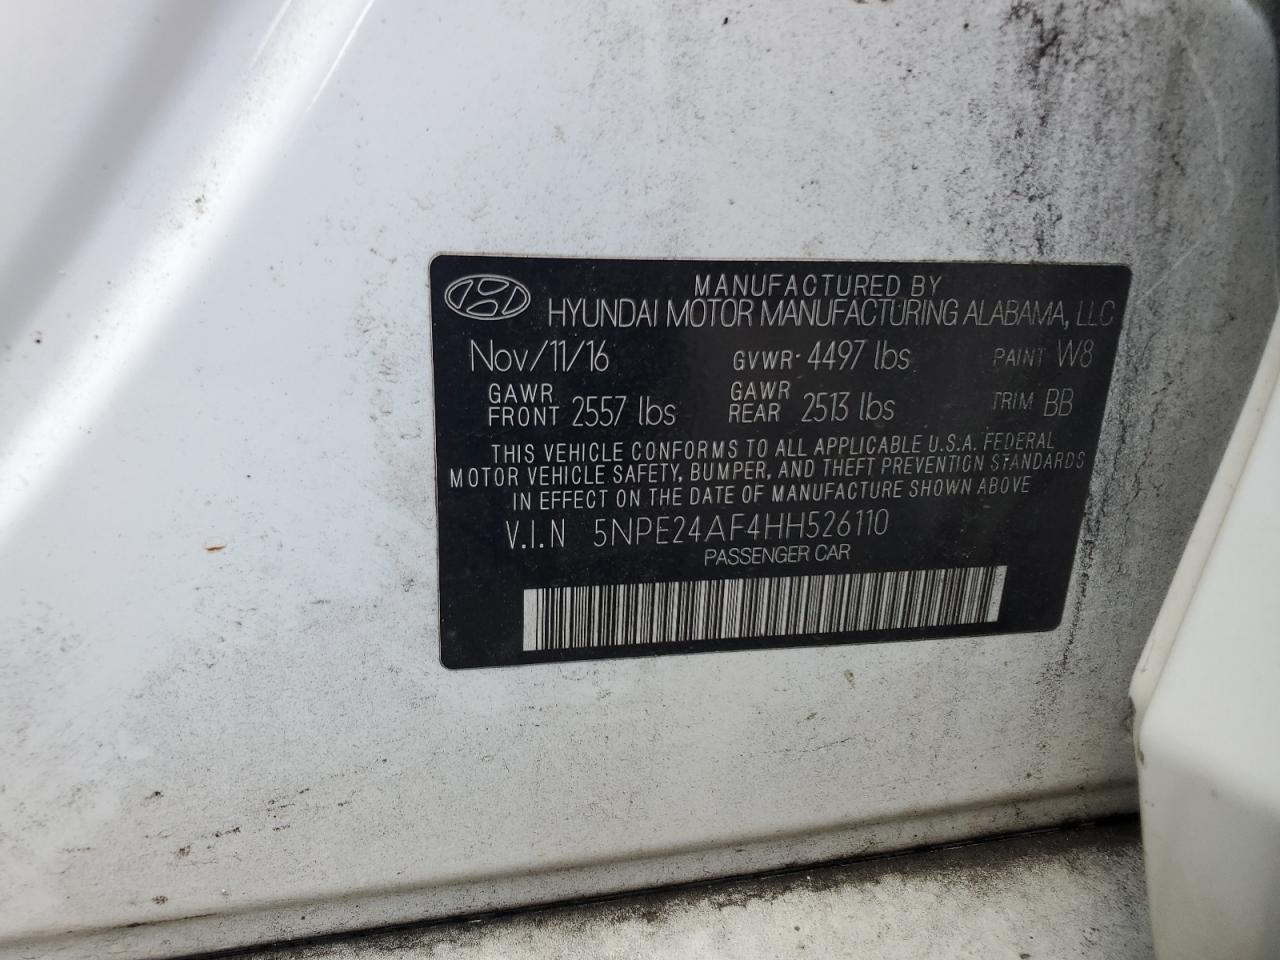 MANUFACTURED BY
HYUNDAI MOTOR MANUFACTURING ALABAMA, LLC
Nov/11/16 GVWR: 4497 lbs PAINT W8
GAWR FRONT 2557 lbs GAWR REAR 2513 lbs TRIM BB
THIS VEHICLE CONFORMS TO ALL APPLICABLE U.S.A. FEDERAL
MOTOR VEHICLE SAFETY, BUMPER, AND THEFT PREVENTION STANDARDS
IN EFFECT ON THE DATE OF MANUFACTURE SHOWN ABOVE
V.I.N 5NPE24AF4HH526110
PASSENGER CAR